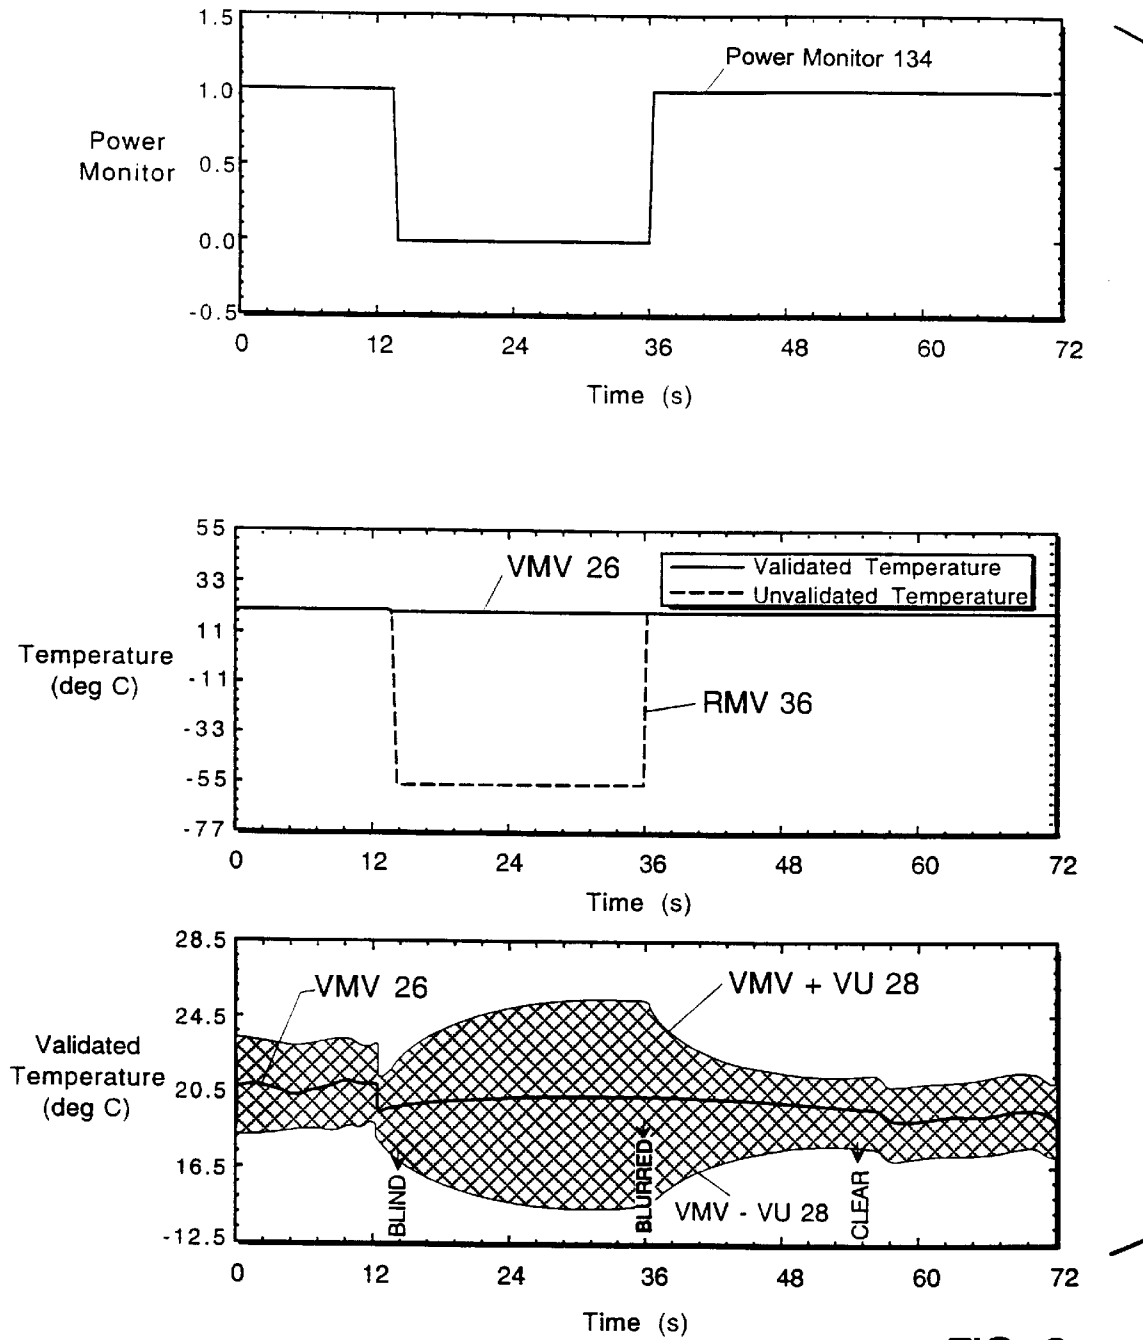 1.5
1.0
0.5
0.0
-0.5
Power
Monitor
Power Monitor 134
0 12 24 36 48 60 72
Time (s)
55
33
11
-11
-33
-55
-77
Temperature
(deg C)
VMV 26
Validated Temperature
Unvalidated Temperature
RMV 36
0 12 24 36 48 60 72
Time (s)
28.5
24.5
20.5
16.5
-12.5
Validated
Temperature
(deg C)
VMV 26
VMV + VU 28
BLIND
BLURRED
VMV - VU 28
CLEAR
0 12 24 36 48 60 72
Time (s)